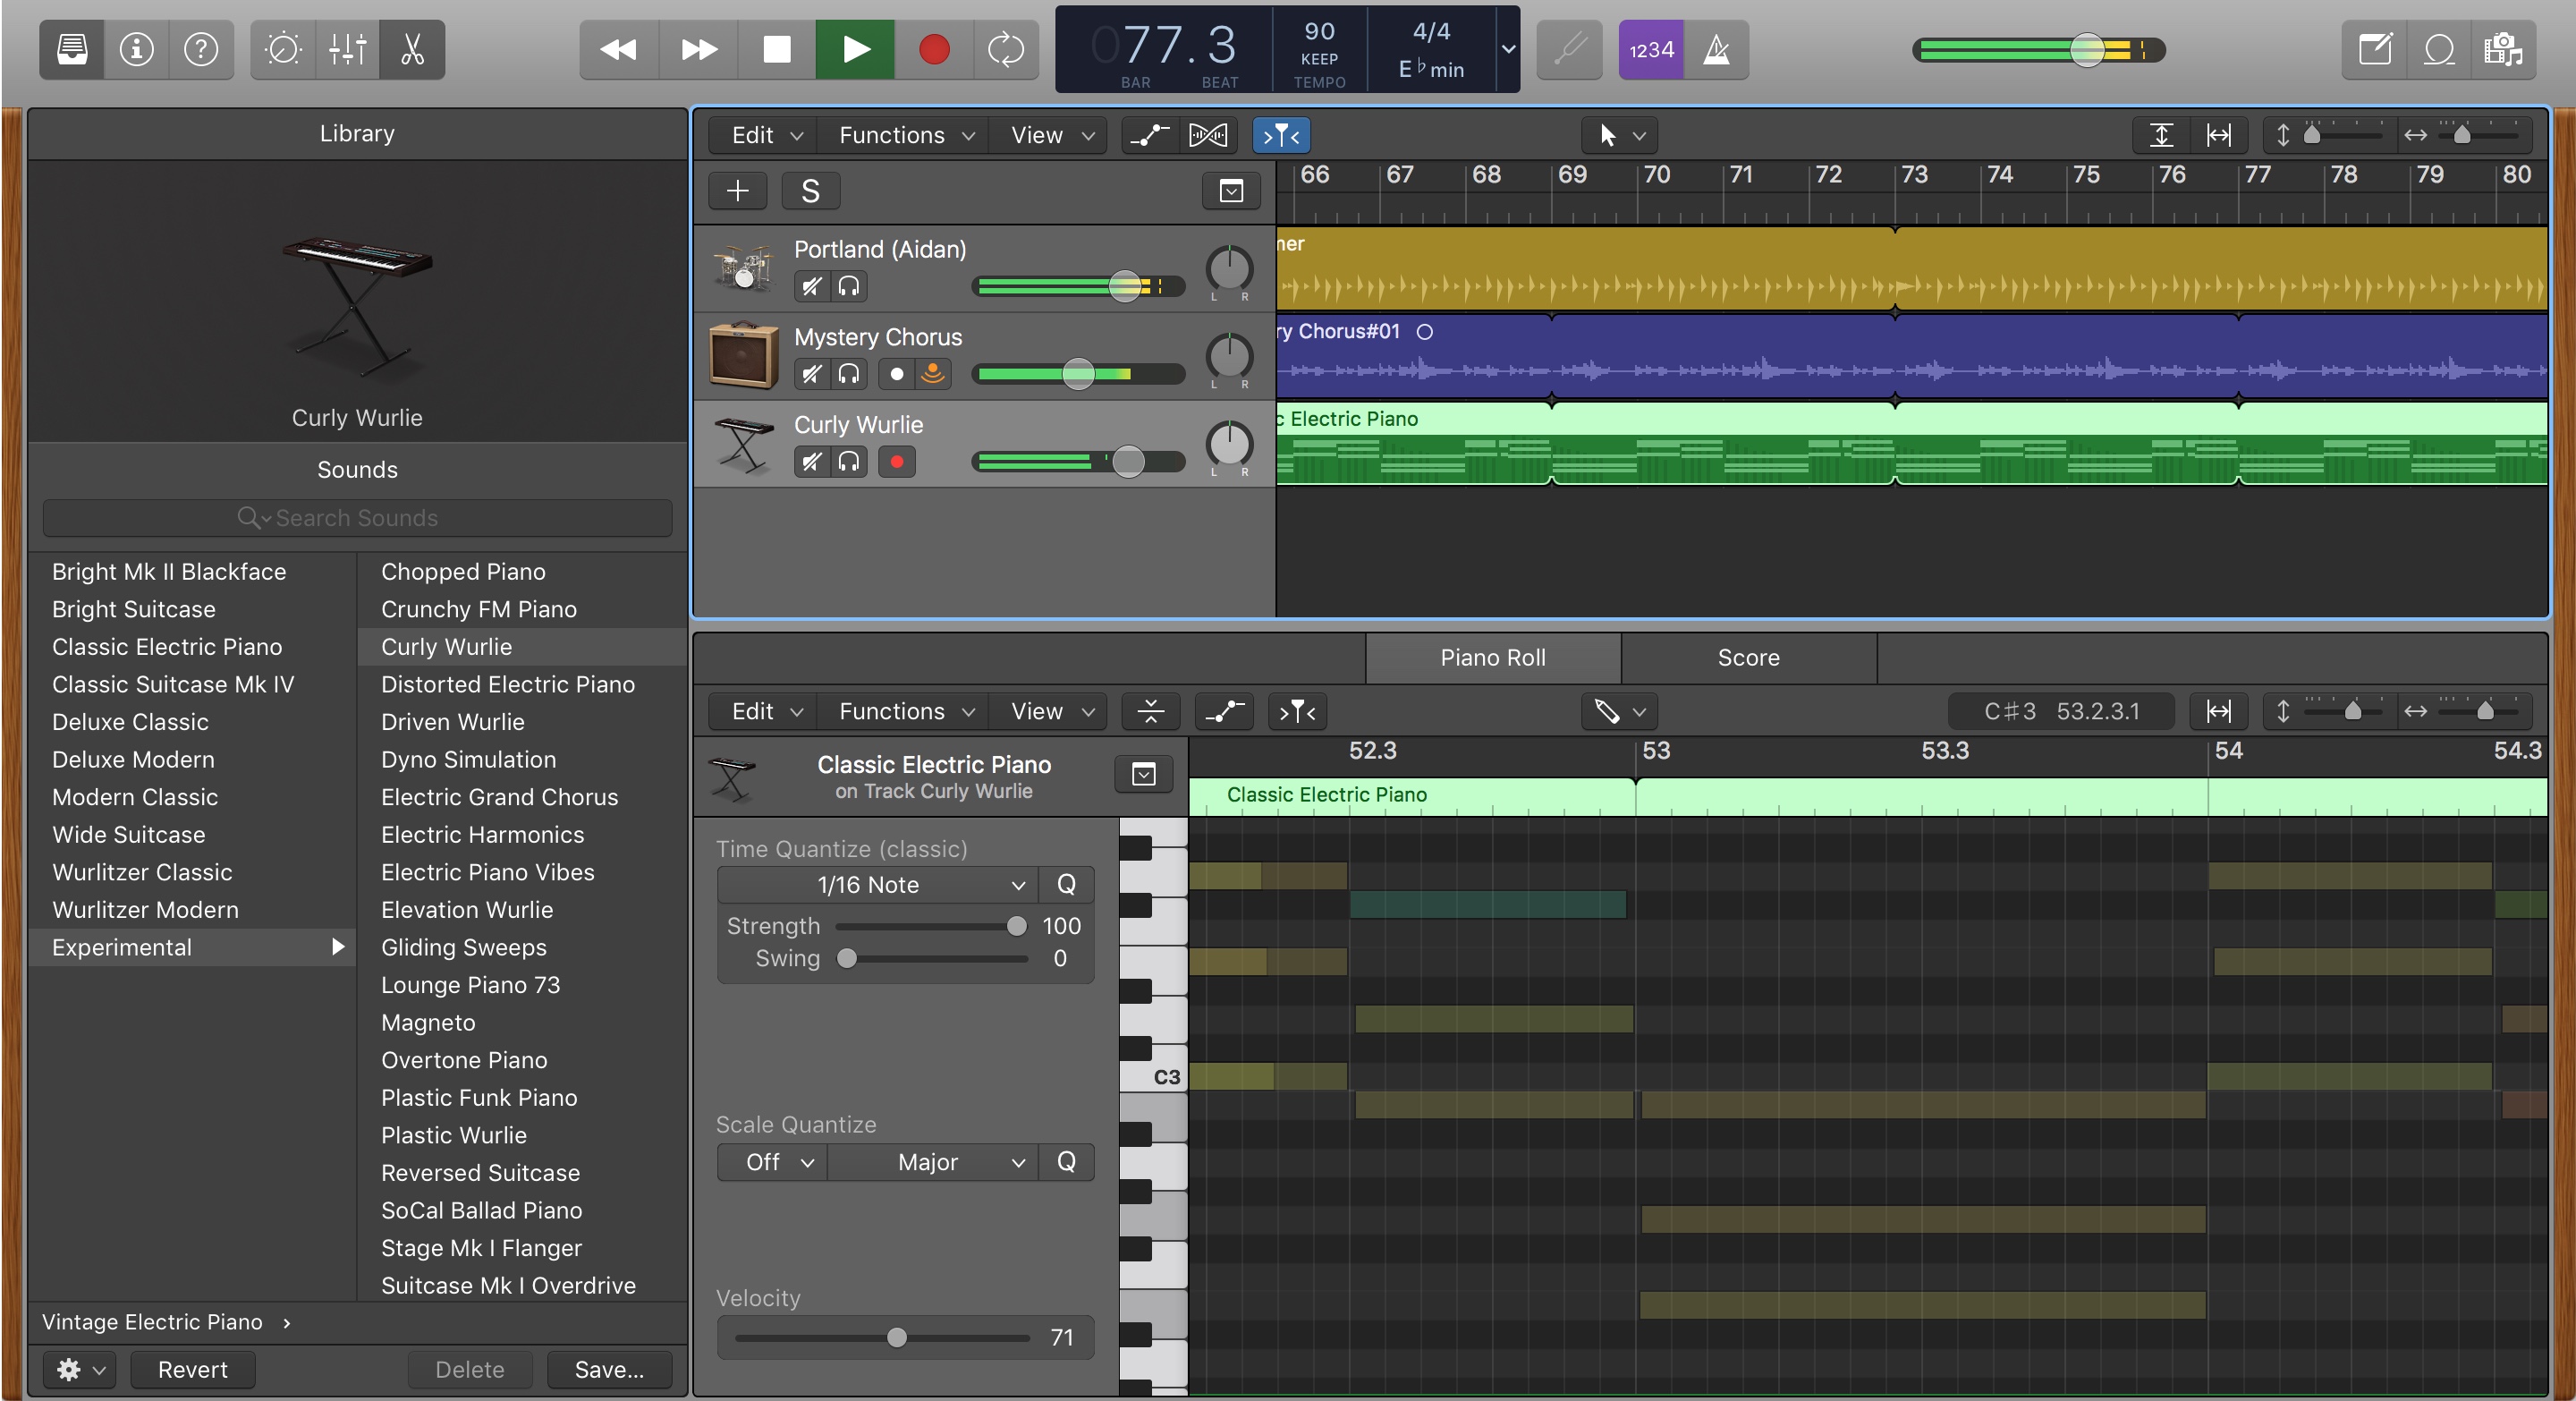 077.3
BAR BEAT
90
KEEP
TEMPO
4/4
E♭min
1234
Library
Curly Wurlie
Sounds
Search Sounds
Bright Mk II Blackface
Bright Suitcase
Classic Electric Piano
Classic Suitcase Mk IV
Deluxe Classic
Deluxe Modern
Modern Classic
Wide Suitcase
Wurlitzer Classic
Wurlitzer Modern
Experimental
Chopped Piano
Crunchy FM Piano
Curly Wurlie
Distorted Electric Piano
Driven Wurlie
Dyno Simulation
Electric Grand Chorus
Electric Harmonics
Electric Piano Vibes
Elevation Wurlie
Gliding Sweeps
Lounge Piano 73
Magneto
Overtone Piano
Plastic Funk Piano
Plastic Wurlie
Reversed Suitcase
SoCal Ballad Piano
Stage Mk I Flanger
Suitcase Mk I Overdrive
Vintage Electric Piano ›
Revert Delete Save...
Edit Functions View
S
66 67 68 69 70 71 72 73 74 75 76 77 78 79 80
Portland (Aidan)
L R
Mystery Chorus
L R
Curly Wurlie
L R
mer
ry Chorus#01
c Electric Piano
Piano Roll Score
Edit Functions View
C♯3 53.2.3.1
Classic Electric Piano
on Track Curly Wurlie
52.3 53 53.3 54 54.3
Classic Electric Piano
Time Quantize (classic)
1/16 Note Q
Strength 100
Swing 0
C3
Scale Quantize
Off Major Q
Velocity
71